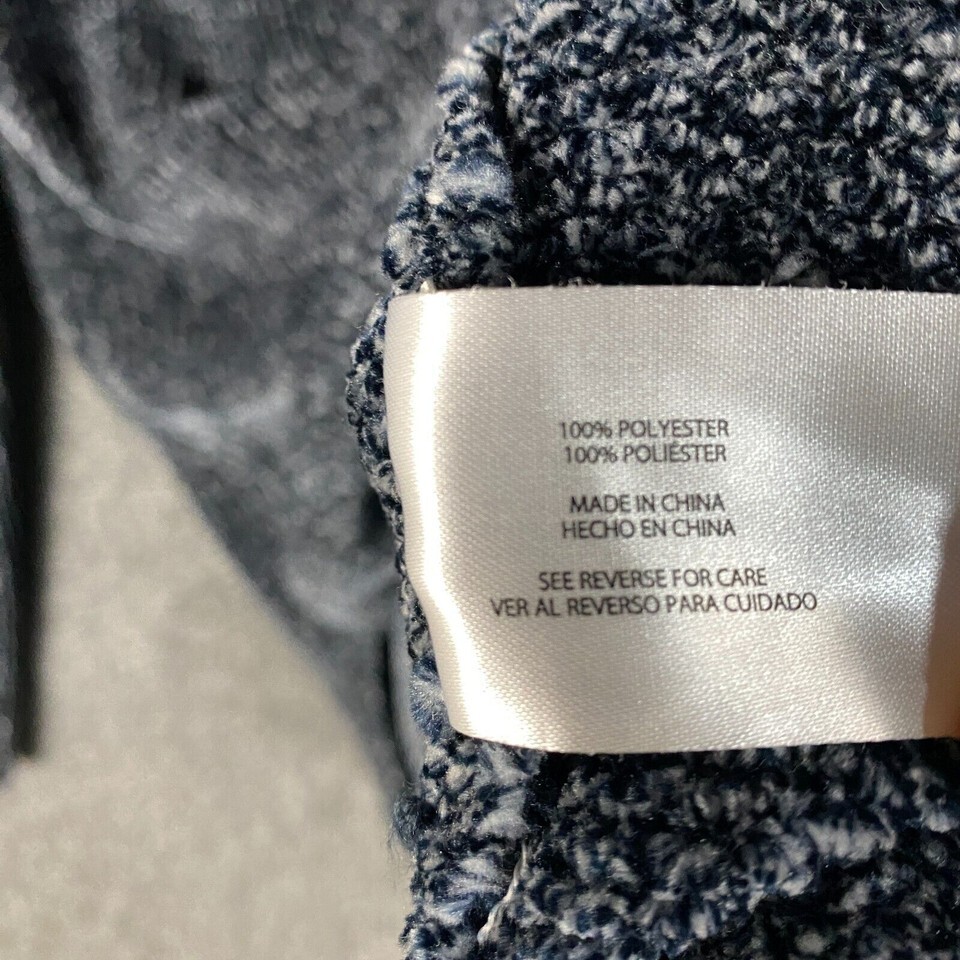 100% POLYESTER
100% POLIÉSTER
MADE IN CHINA
HECHO EN CHINA
SEE REVERSE FOR CARE
VER AL REVERSO PARA CUIDADO